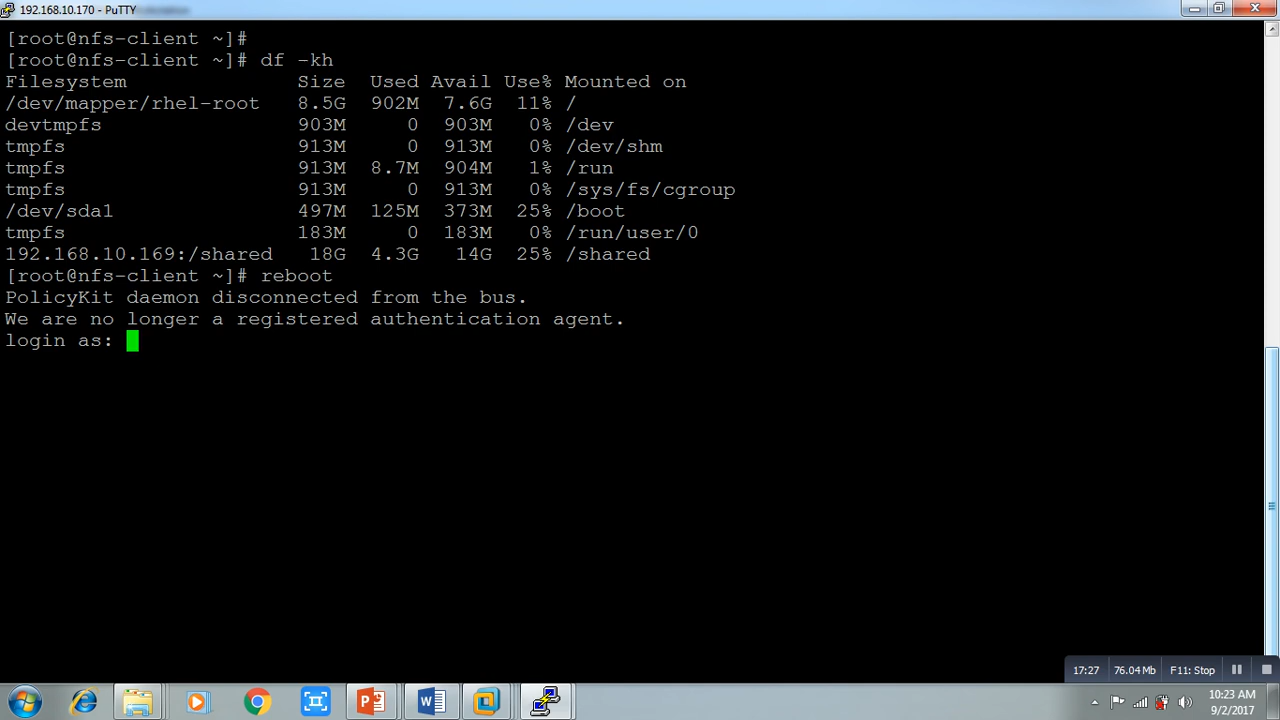 192.168.10.170 - PuTTY
[root@nfs-client ~]#
[root@nfs-client ~]# df -kh
Filesystem Size Used Avail Use% Mounted on
/dev/mapper/rhel-root 8.5G 902M 7.6G 11% /
devtmpfs 903M 0 903M 0% /dev
tmpfs 913M 0 913M 0% /dev/shm
tmpfs 913M 8.7M 904M 1% /run
tmpfs 913M 0 913M 0% /sys/fs/cgroup
/dev/sda1 497M 125M 373M 25% /boot
tmpfs 183M 0 183M 0% /run/user/0
192.168.10.169:/shared 18G 4.3G 14G 25% /shared
[root@nfs-client ~]# reboot
PolicyKit daemon disconnected from the bus.
We are no longer a registered authentication agent.
login as:
17:27 76.04Mb F11: Stop
10:23 AM
9/2/2017